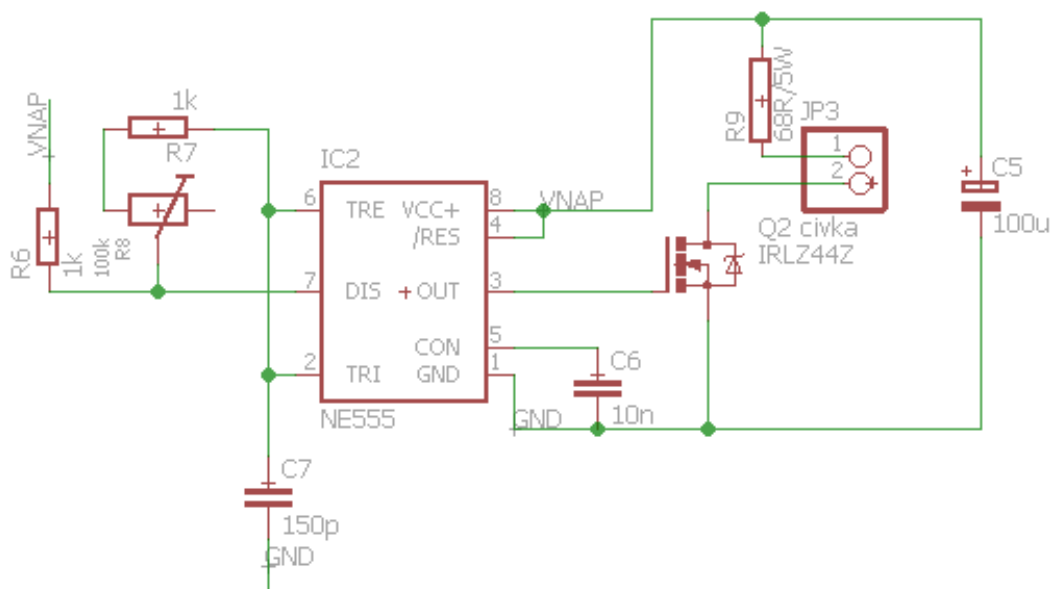 VNAP
R6
1k
1k
R7
100k
R8
IC2
6
TRE
VCC+
8
/RES
4
VNAP
7
DIS
+OUT
3
CON
5
2
TRI
GND
1
NE555
GND
C7
150p
GND
C6
10n
R9
68R/5W
JP3
1
2
Q2 civka
IRLZ44Z
+
C5
100u